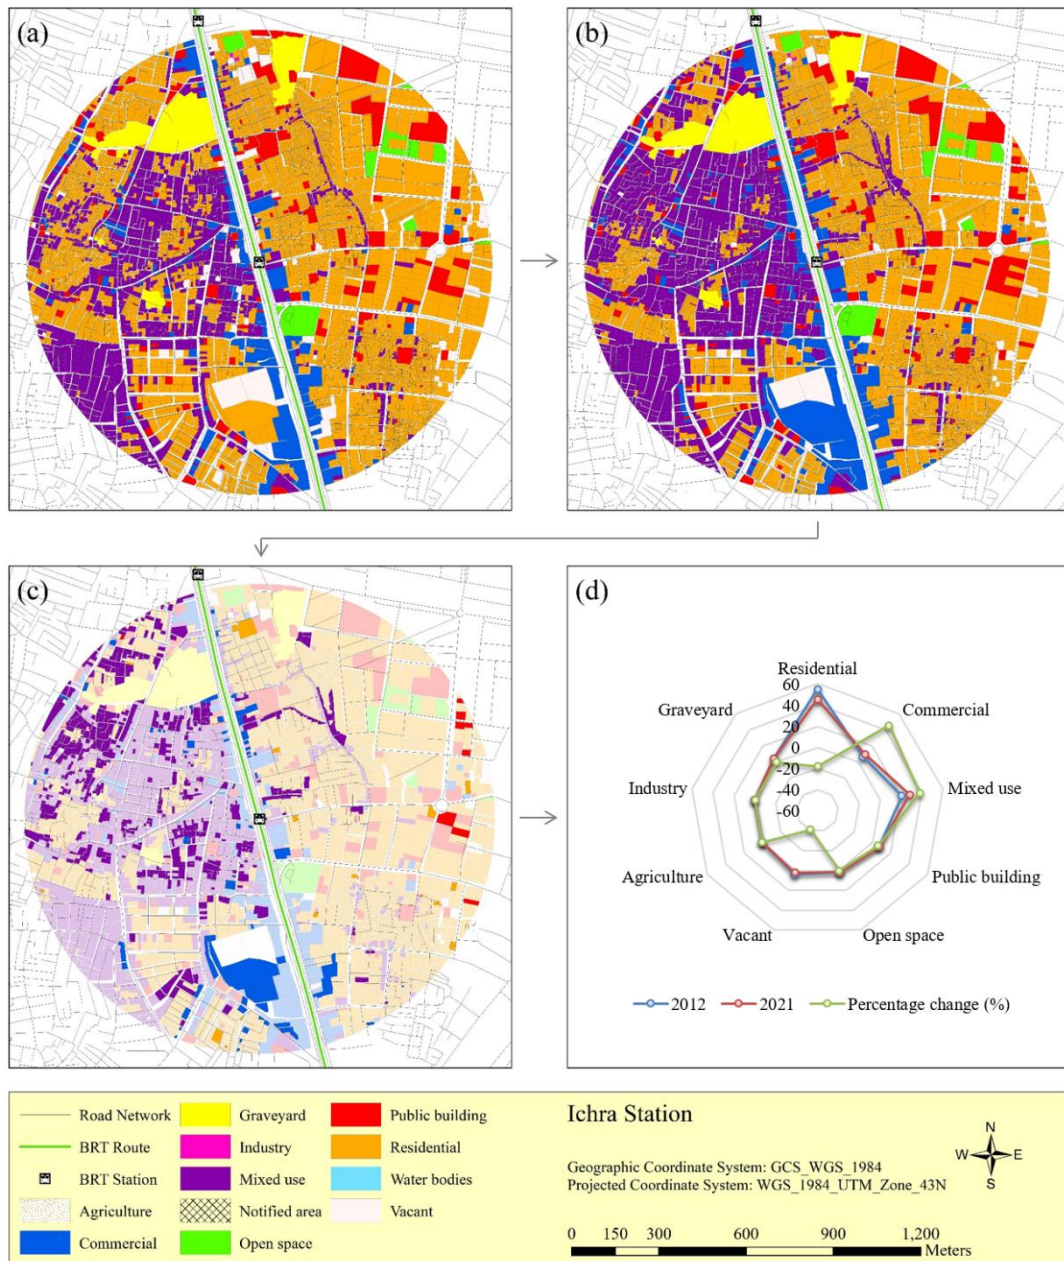 (a)
(b)
(c)
(d)
Residential
60
40
20
0
-20
-40
-60
Commercial
Mixed use
Public building
Open space
Vacant
Agriculture
Industry
Graveyard
2012
2021
Percentage change (%)
Road Network
BRT Route
BRT Station
Agriculture
Commercial
Graveyard
Industry
Mixed use
Notified area
Open space
Public building
Residential
Water bodies
Vacant
Ichra Station
Geographic Coordinate System: GCS_WGS_1984
Projected Coordinate System: WGS_1984_UTM_Zone_43N
N
W
E
S
0 150 300 600 900 1,200
Meters